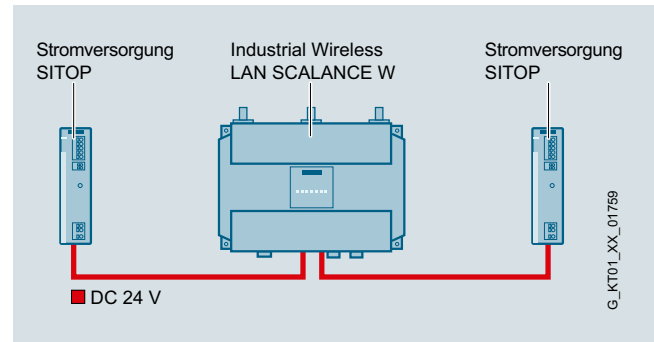 Stromversorgung
SITOP
Industrial Wireless
LAN SCALANCE W
Stromversorgung
SITOP
DC 24 V
G_KT01_XX_01759